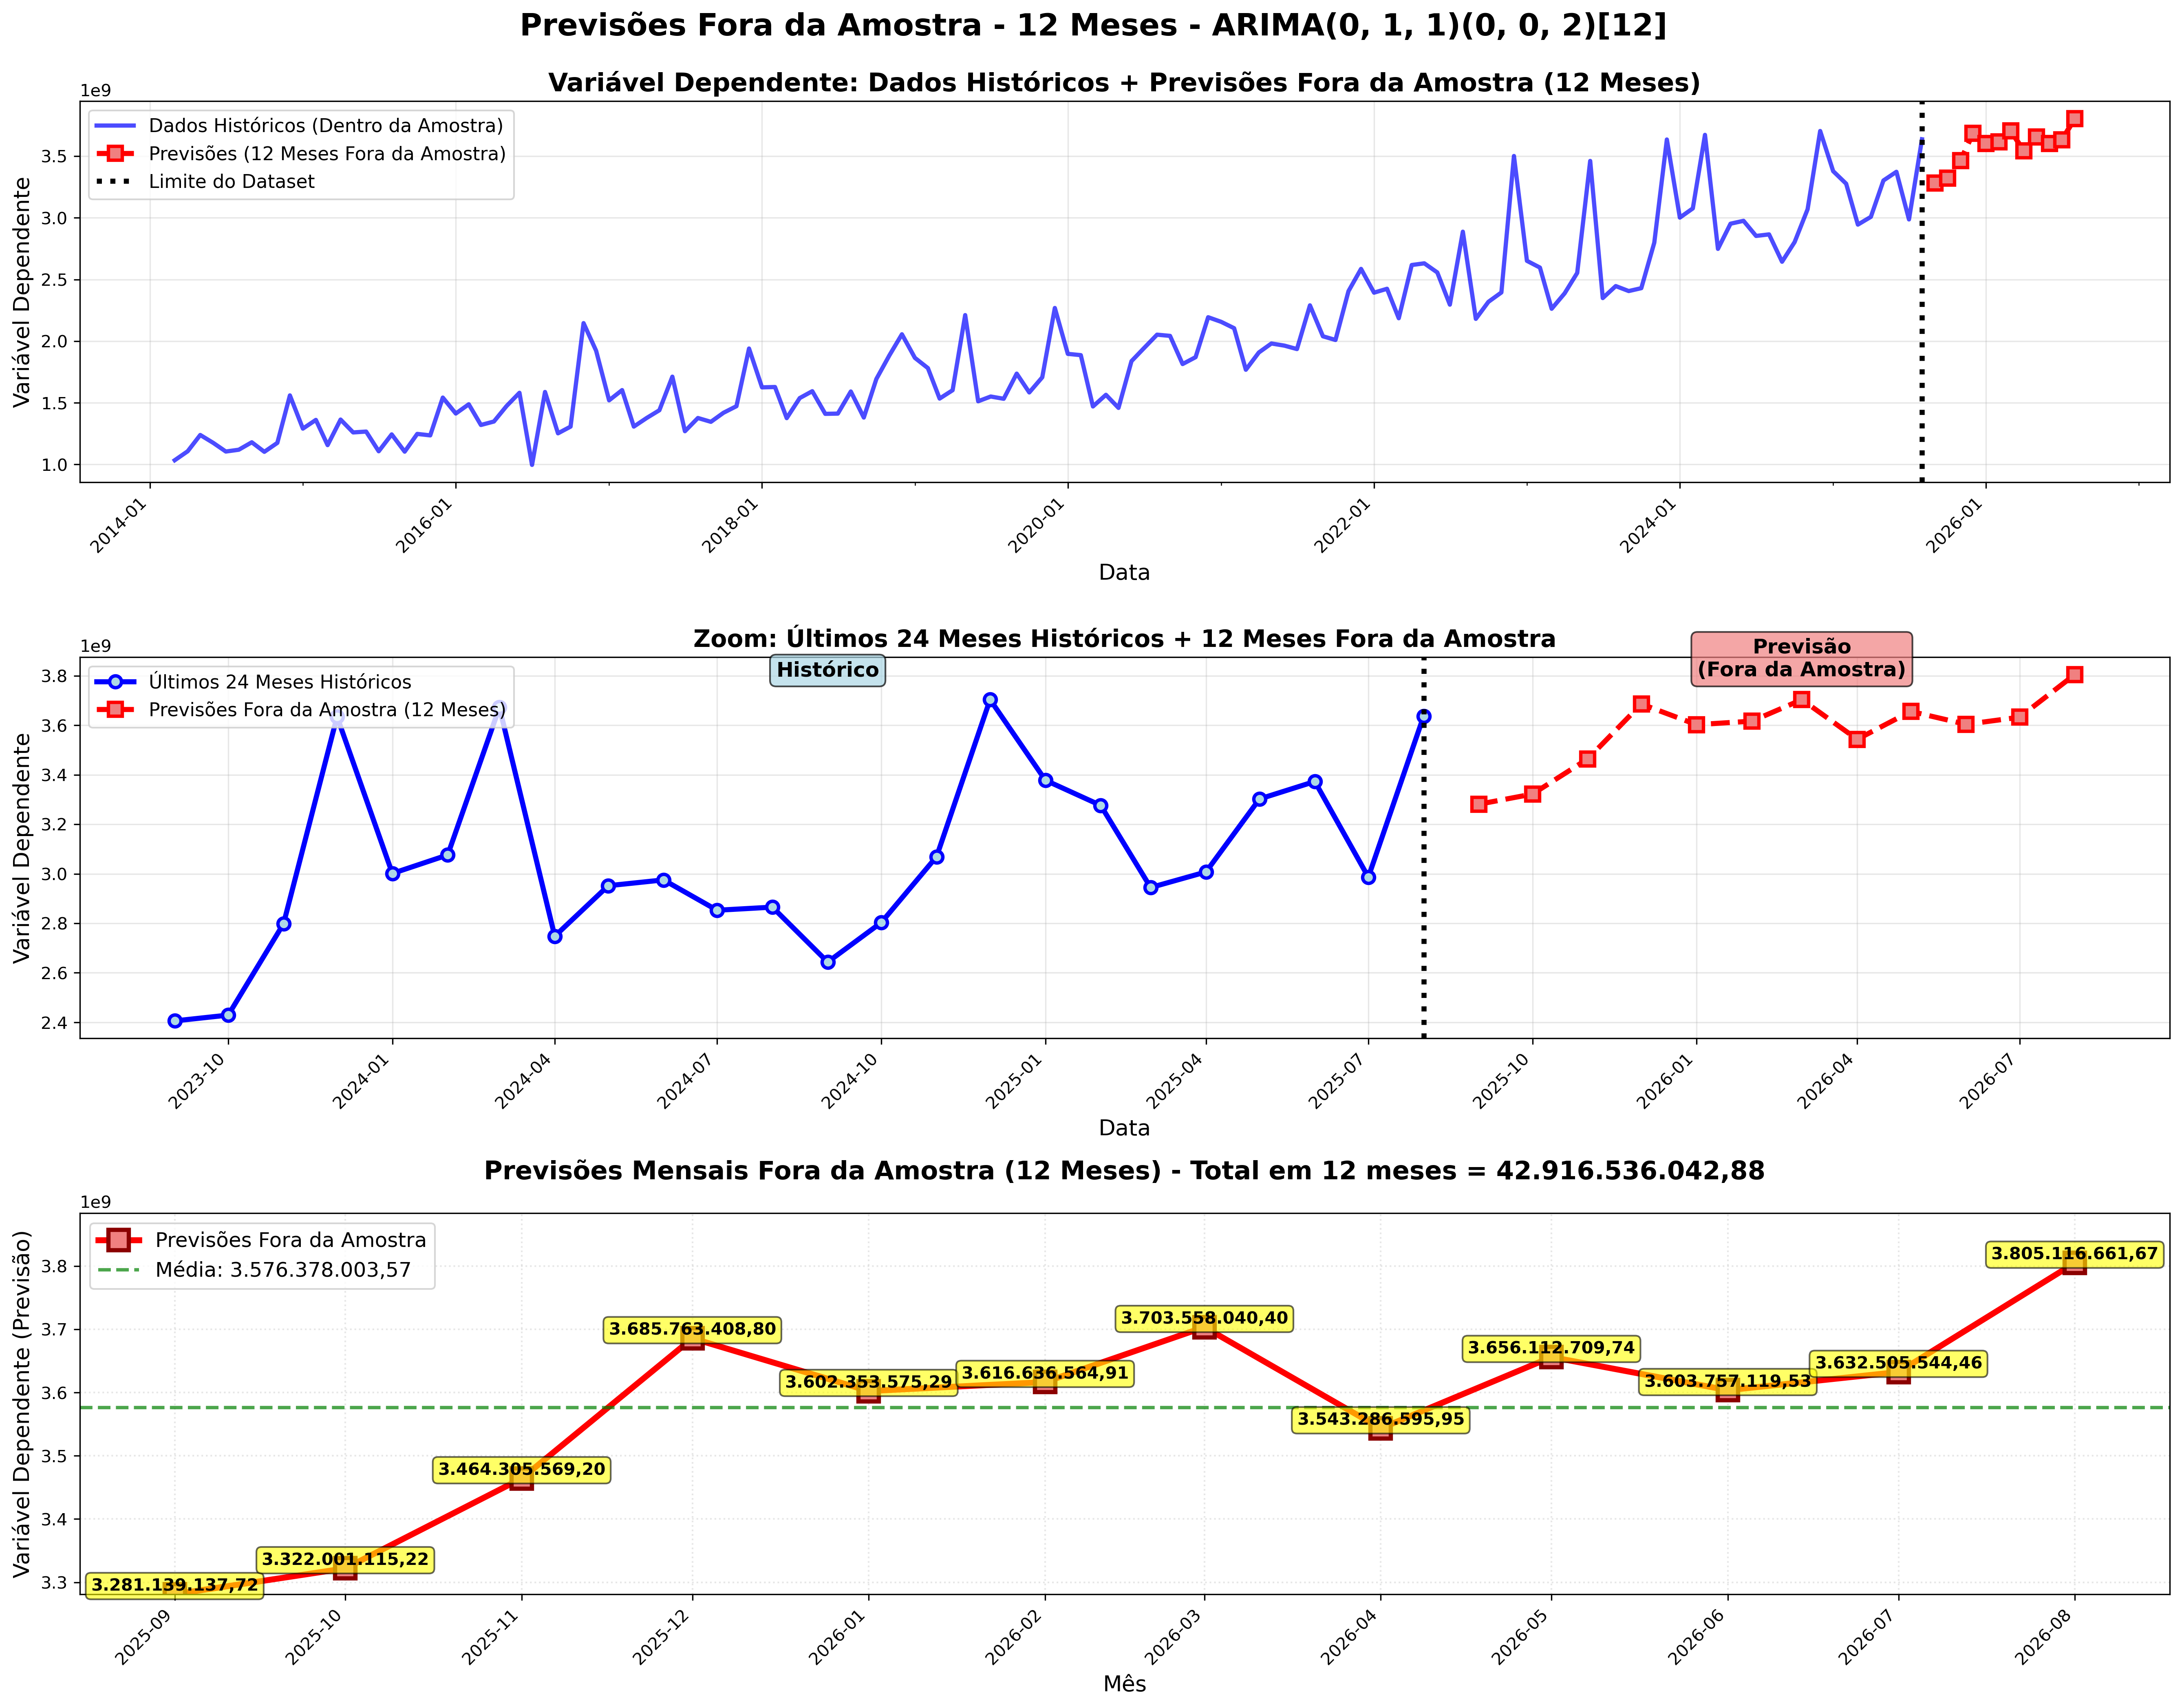 Previsões Fora da Amostra - 12 Meses - ARIMA(0, 1, 1)(0, 0, 2)[12]
Variável Dependente: Dados Históricos + Previsões Fora da Amostra (12 Meses)
1e9
Dados Históricos (Dentro da Amostra)
Previsões (12 Meses Fora da Amostra)
Limite do Dataset
Variável Dependente
3.5
3.0
2.5
2.0
1.5
1.0
2014-01
2016-01
2018-01
2020-01
2022-01
2024-01
2026-01
Data
Zoom: Últimos 24 Meses Históricos + 12 Meses Fora da Amostra
1e9
Histórico
Previsão
(Fora da Amostra)
Últimos 24 Meses Históricos
Previsões Fora da Amostra (12 Meses)
Variável Dependente
3.8
3.6
3.4
3.2
3.0
2.8
2.6
2.4
2023-10
2024-01
2024-04
2024-07
2024-10
2025-01
2025-04
2025-07
2025-10
2026-01
2026-04
2026-07
Data
Previsões Mensais Fora da Amostra (12 Meses) - Total em 12 meses = 42.916.536.042,88
1e9
Previsões Fora da Amostra
Média: 3.576.378.003,57
Variável Dependente (Previsão)
3.8
3.7
3.6
3.5
3.4
3.3
3.281.139.137,72
3.322.001.115,22
3.464.305.569,20
3.685.763.408,80
3.602.353.575,29
3.616.636.564,91
3.703.558.040,40
3.543.286.595,95
3.656.112.709,74
3.603.757.119,53
3.632.505.544,46
3.805.116.661,67
2025-09
2025-10
2025-11
2025-12
2026-01
2026-02
2026-03
2026-04
2026-05
2026-06
2026-07
2026-08
Mês